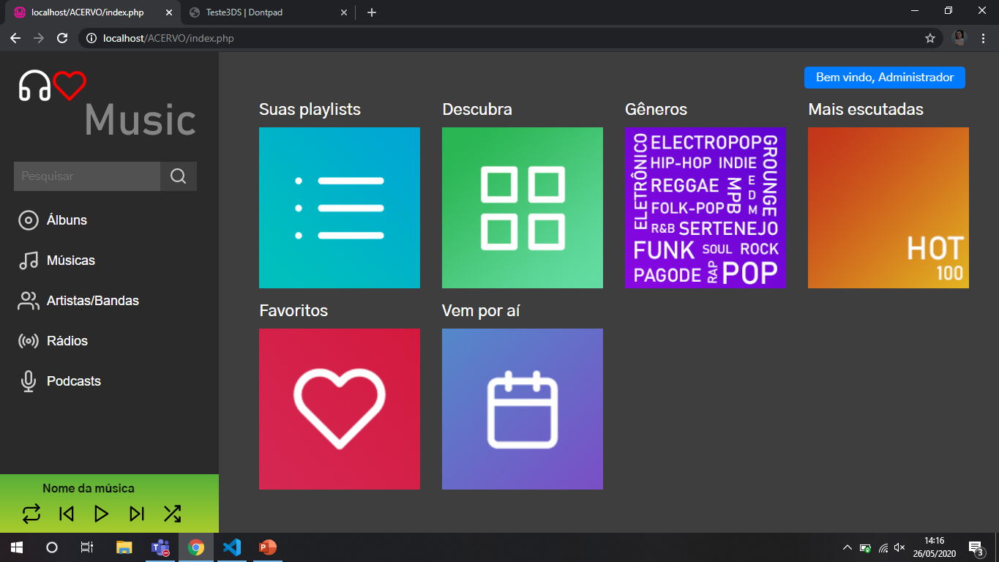 localhost/ACERVO/index.php
Teste3DS | Dontpad
localhost/ACERVO/index.php
Music
Pesquisar
Álbuns
Músicas
Artistas/Bandas
Rádios
Podcasts
Nome da música
Bem vindo, Administrador
Suas playlists
Descubra
Gêneros
Mais escutadas
ELETRÔNICO
ELECTROPOP
GROUNGE
HIP-HOP INDIE
REGGAE
MPB
EDM
FOLK-POP
R&B SERTENEJO
FUNK
SOUL ROCK
PAGODE
RAP
POP
HOT
100
Favoritos
Vem por aí
14:16
26/05/2020
3